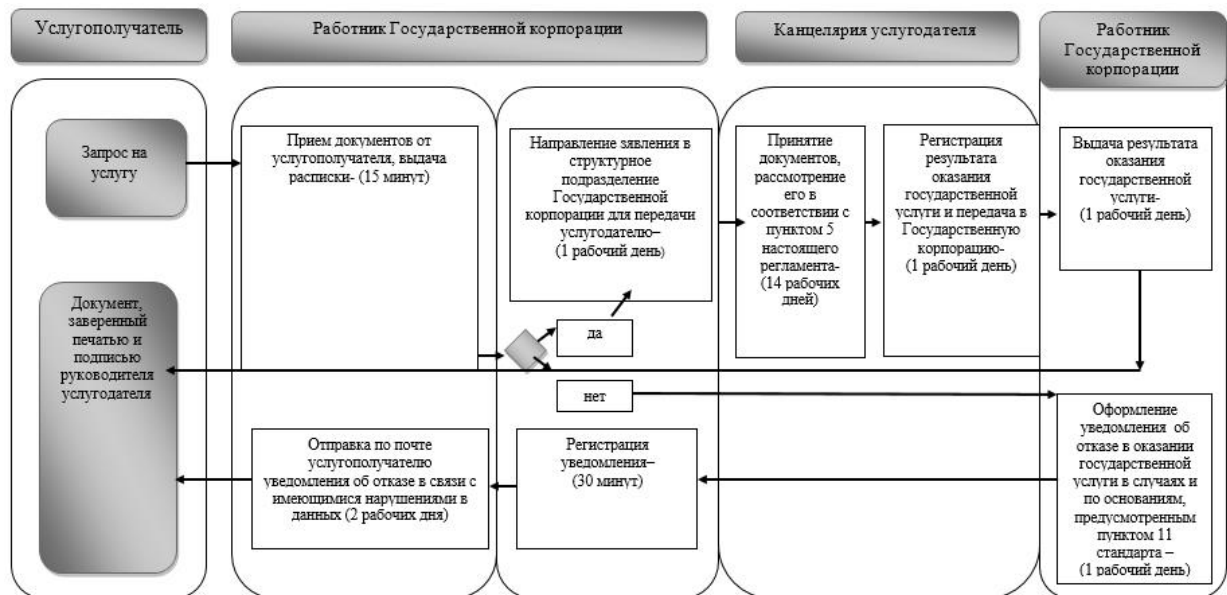 Услугополучатель
Работник Государственной корпорации
Канцелярия услугодателя
Работник
Государственной
корпорации
Запрос на
услугу
Прием документов от
услугополучателя, выдача
расписки- (15 минут)
Направление зявления в
структурное
подразделение
Государственной
корпорации для передачи
услугодателю–
(1 рабочий день)
Принятие
документов,
рассмотрение
его в
соответствии с
пунктом 5
настоящего
регламента-
(14 рабочих
дней)
Регистрация
результата
оказания
государственной
услуги и передача в
Государственную
корпорацию-
(1 рабочий день)
Выдача результата
оказания
государственной
услуги-
(1 рабочий день)
Документ,
заверенный
печатью и
подписью
руководителя
услугодателя
да
нет
Отправка по почте
услугополучателю
уведомления об отказе в связи с
имеющимися нарушениями в
данных (2 рабочих дня)
Регистрация
уведомления–
(30 минут)
Оформление
уведомления об
отказе в оказании
государственной
услуги в случаях и
по основаниям,
предусмотренным
пунктом 11
стандарта –
(1 рабочий день)